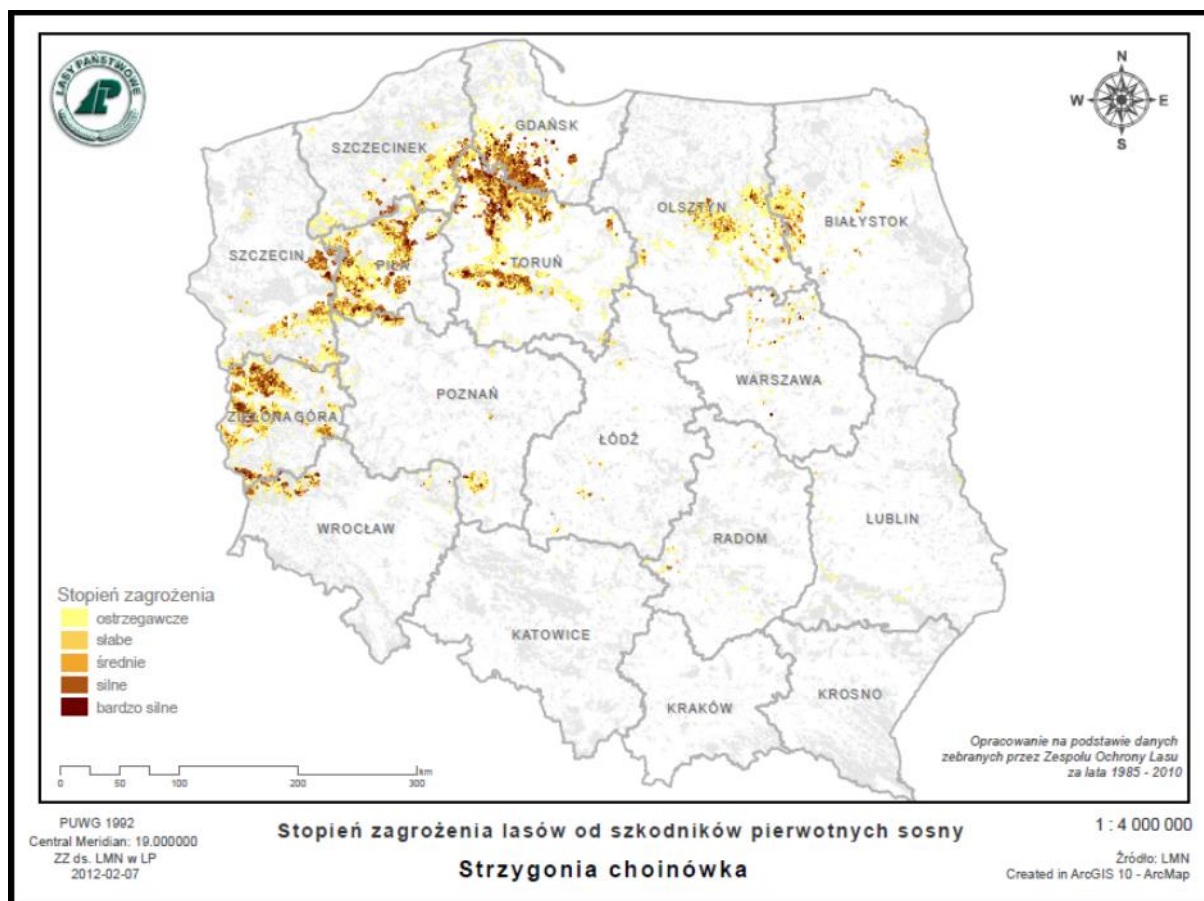 LASY PAŃSTWOWE
N
W
E
S
GDAŃSK
SZCZECINEK
OLSZTYN
BIAŁYSTOK
SZCZECIN
PIŁA
TORUŃ
WARSZAWA
POZNAŃ
ZIELONA GÓRA
ŁÓDŹ
LUBLIN
WROCŁAW
RADOM
Stopień zagrożenia
ostrzegawcze
słabe
średnie
silne
bardzo silne
KATOWICE
KRAKÓW
KROSNO
Opracowanie na podstawie danych
zebranych przez Zespołu Ochrony Lasu
za lata 1985 - 2010
km
0 50 100 200 300
PUWG 1992
Central Meridian: 19.000000
ZZ ds. LMN w LP
2012-02-07
Stopień zagrożenia lasów od szkodników pierwotnych sosny
Strzygonia choinówka
1 : 4 000 000
Źródło: LMN
Created in ArcGIS 10 - ArcMap